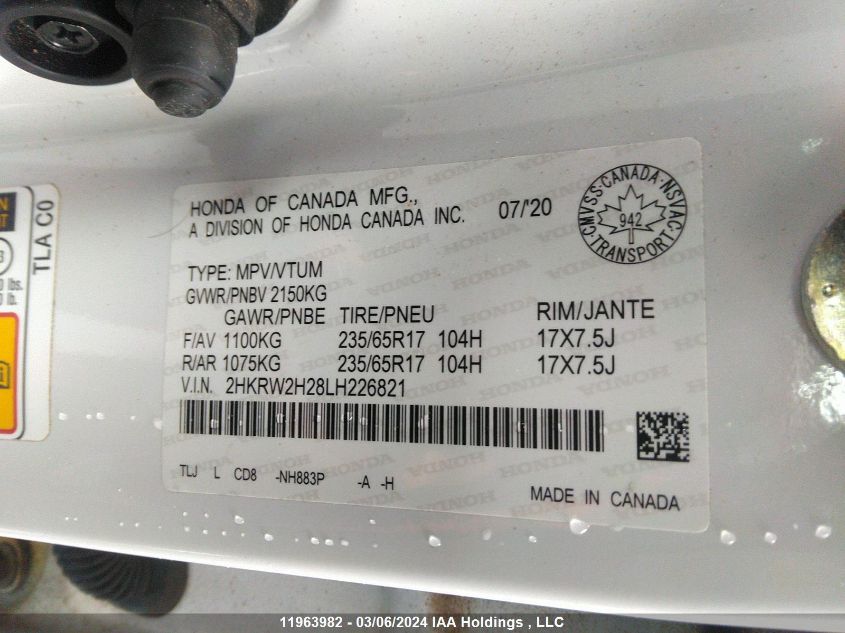 HONDA OF CANADA MFG.,
A DIVISION OF HONDA CANADA INC. 07/'20
CMVSS·CANADA·NSVAC
942
TRANSPORT
TYPE: MPV/VTUM
GVWR/PNBV 2150KG
GAWR/PNBE TIRE/PNEU RIM/JANTE
F/AV 1100KG 235/65R17 104H 17X7.5J
R/AR 1075KG 235/65R17 104H 17X7.5J
V.I.N. 2HKRW2H28LH226821
TLJ L CD8 -NH883P -A -H
MADE IN CANADA
TLA C0
11963982 - 03/06/2024 IAA Holdings , LLC